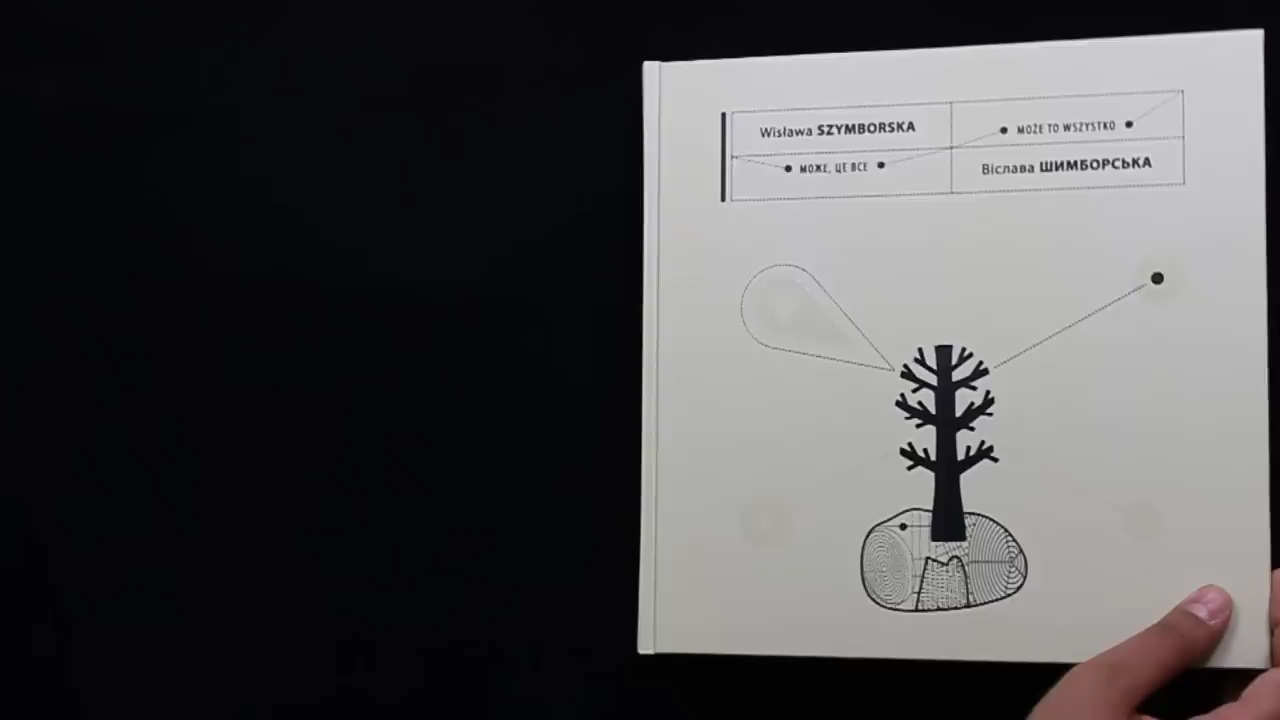 Wisława SZYMBORSKA
MOŻE TO WSZYSTKO
МОЖЕ, ЦЕ ВСЕ
Віслава ШИМБОРСЬКА